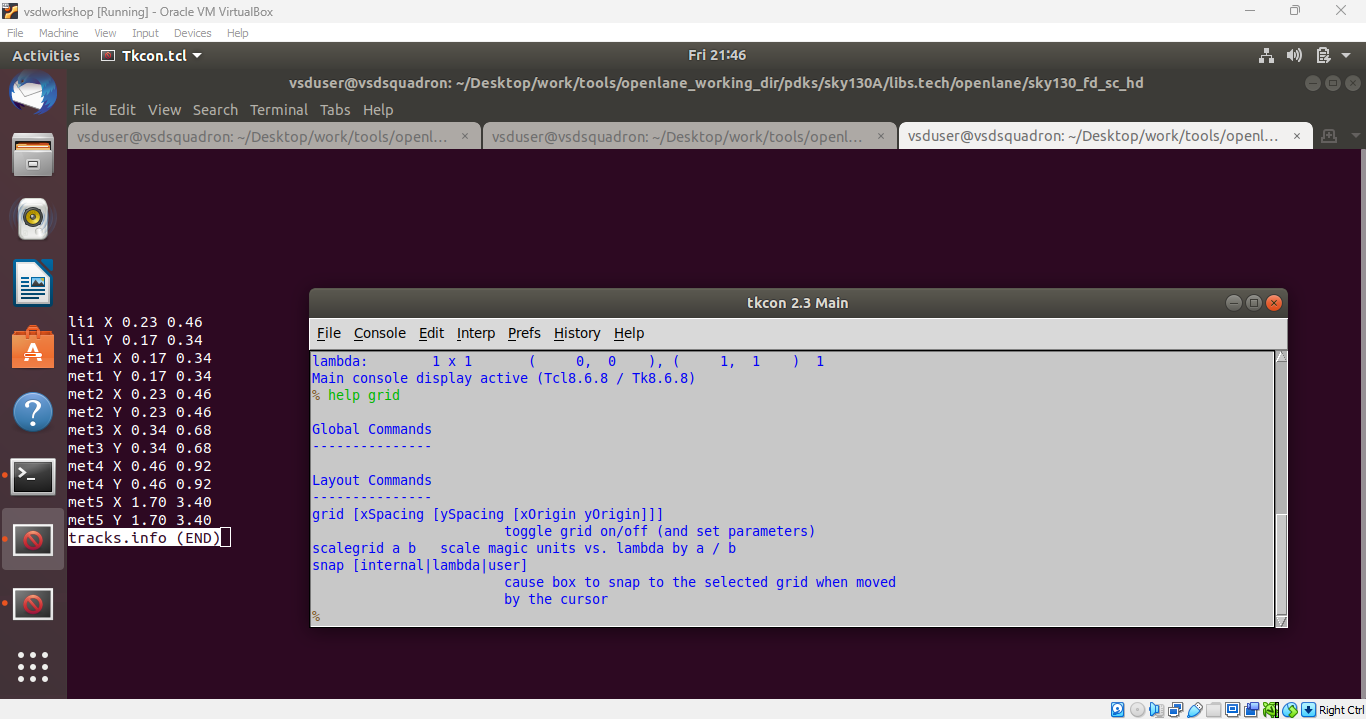 vsdworkshop [Running] - Oracle VM VirtualBox
File Machine View Input Devices Help
Activities Tkcon.tcl Fri 21:46
vsduser@vsdsquadron: ~/Desktop/work/tools/openlane_working_dir/pdks/sky130A/libs.tech/openlane/sky130_fd_sc_hd
File Edit View Search Terminal Tabs Help
vsduser@vsdsquadron: ~/Desktop/work/tools/openl... × vsduser@vsdsquadron: ~/Desktop/work/tools/openl... × vsduser@vsdsquadron: ~/Desktop/work/tools/openl... ×
li1 X 0.23 0.46
li1 Y 0.17 0.34
met1 X 0.17 0.34
met1 Y 0.17 0.34
met2 X 0.23 0.46
met2 Y 0.23 0.46
met3 X 0.34 0.68
met3 Y 0.34 0.68
met4 X 0.46 0.92
met4 Y 0.46 0.92
met5 X 1.70 3.40
met5 Y 1.70 3.40
tracks.info (END)
tkcon 2.3 Main
File Console Edit Interp Prefs History Help
lambda: 1 x 1 ( 0, 0 ), ( 1, 1 ) 1
Main console display active (Tcl8.6.8 / Tk8.6.8)
% help grid
Global Commands
---------------
Layout Commands
---------------
grid [xSpacing [ySpacing [xOrigin yOrigin]]]
toggle grid on/off (and set parameters)
scalegrid a b scale magic units vs. lambda by a / b
snap [internal|lambda|user]
cause box to snap to the selected grid when moved
by the cursor
%
Right Ctrl